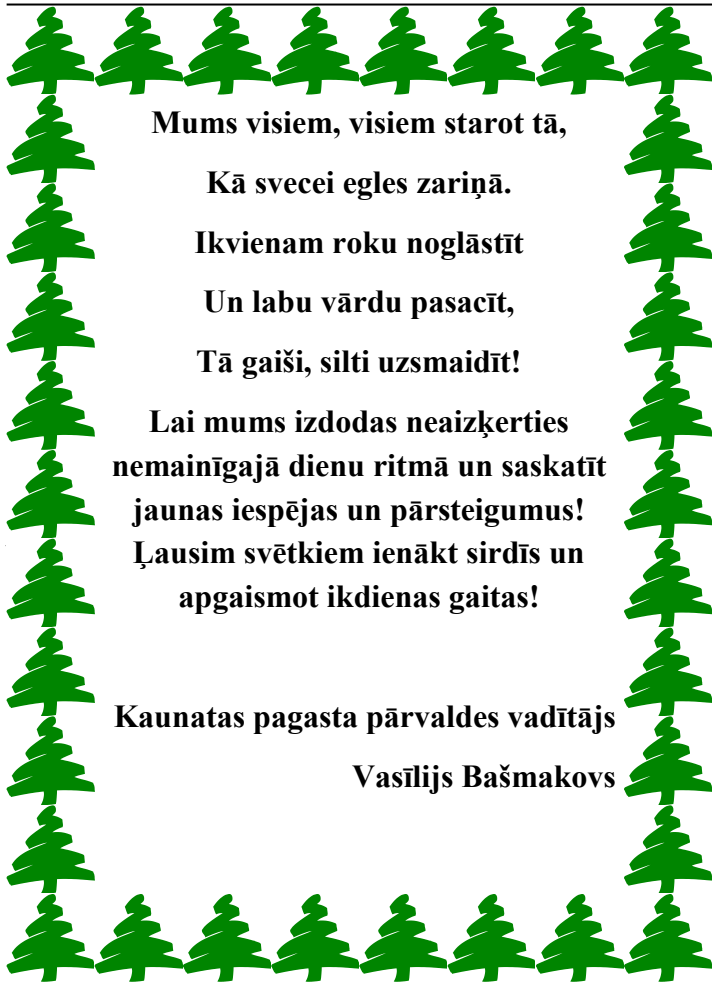 Mums visiem, visiem starot tā,
Kā svecei egles zariņā.
Ikvienam roku noglāstīt
Un labu vārdu pasacīt,
Tā gaiši, silti uzsmaidīt!
Lai mums izdodas neaizķerties
nemainīgajā dienu ritmā un saskatīt
jaunas iespējas un pārsteigumus!
Ļausim svētkiem ienākt sirdīs un
apgaismot ikdienas gaitas!
Kaunatas pagasta pārvaldes vadītājs
Vasīlijs Bašmakovs